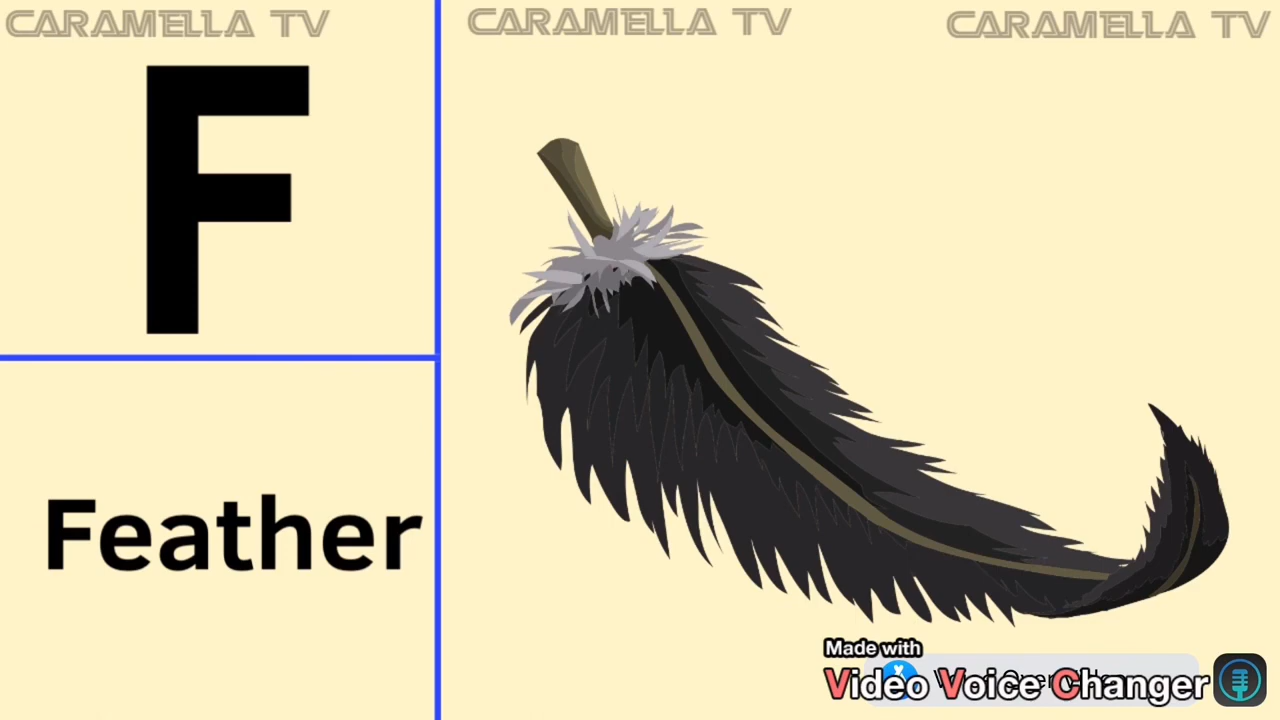 CARAMELLA TV
CARAMELLA TV
CARAMELLA TV
F
Feather
Made with
Video Voice Changer